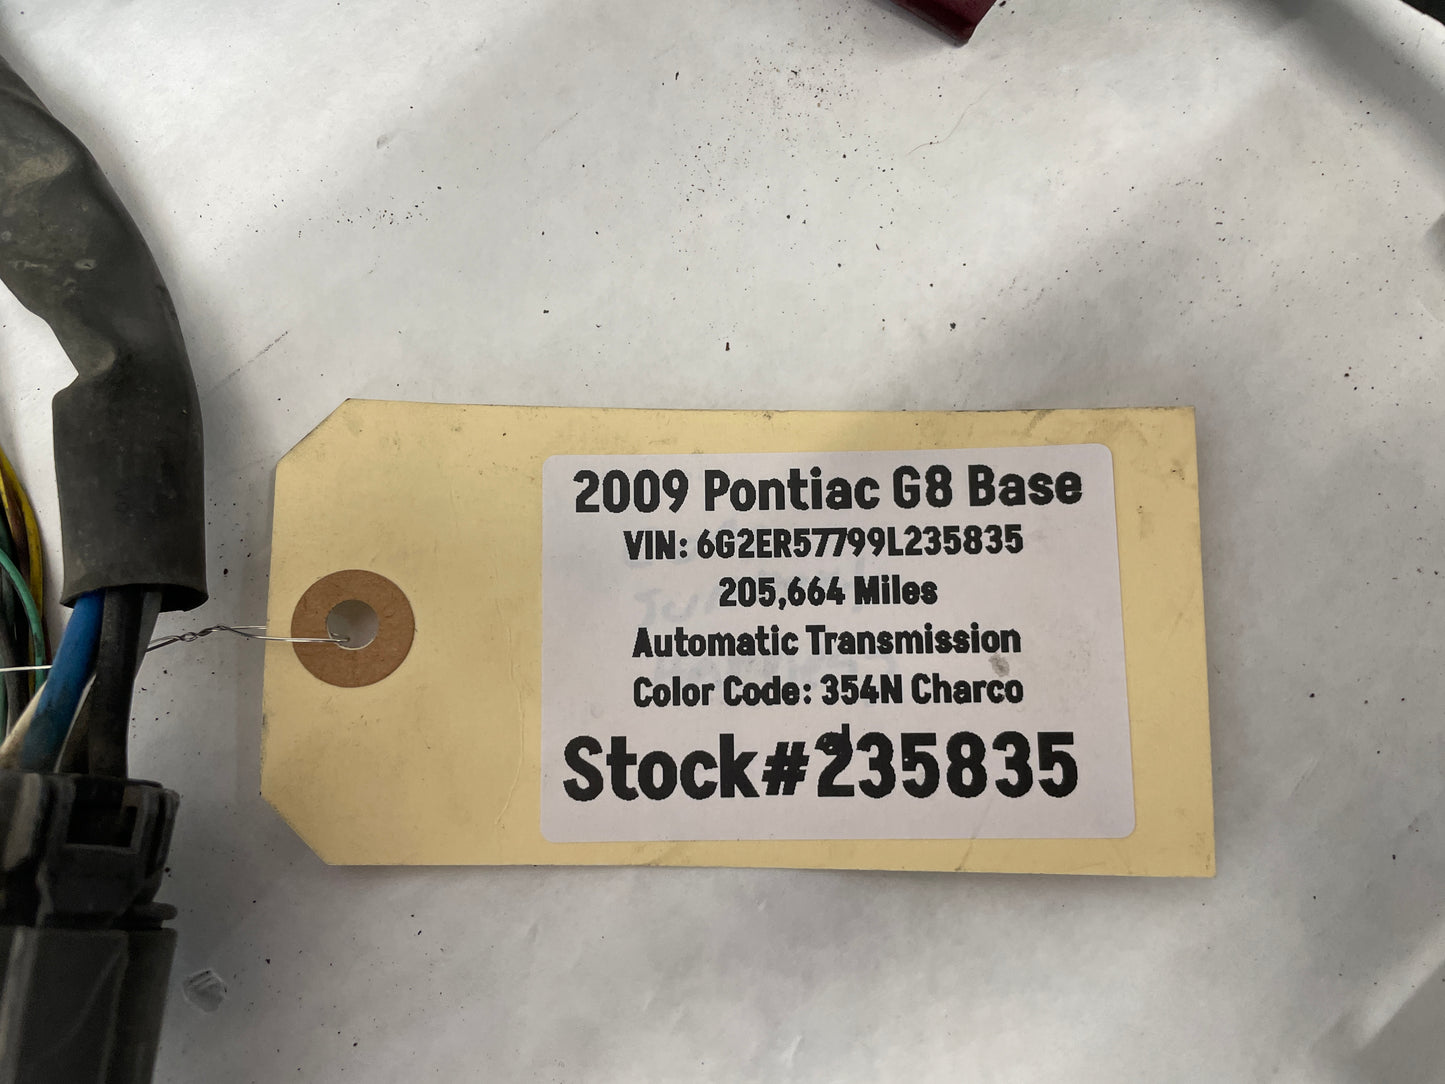 2009 Pontiac G8 Base
VIN: 6G2ER57799L235835
205,664 Miles
Automatic Transmission
Color Code: 354N Charco
Stock#235835